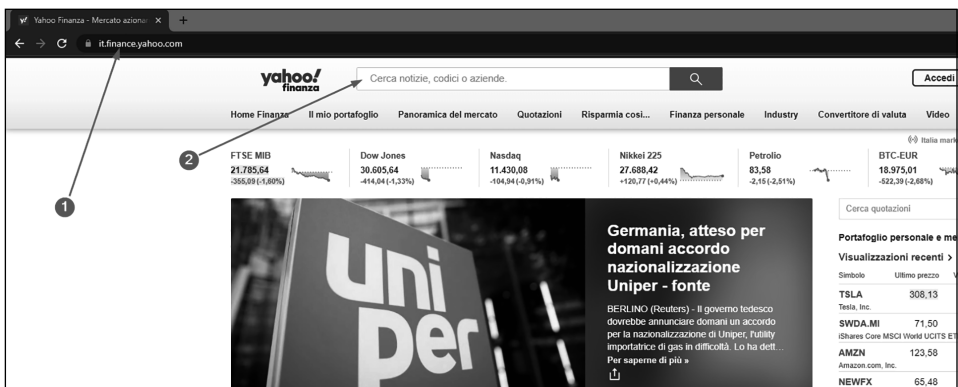 Yahoo Finanza - Mercato aziona
it.finance.yahoo.com
yahoo!
finanza
Cerca notizie, codici o aziende.
Accedi
Home Finanza Il mio portafoglio Panoramica del mercato Quotazioni Risparmia così... Finanza personale Industry Convertitore di valuta Video
Italia mark
FTSE MIB
21.785,64
-355,09 (-1,60%)
Dow Jones
30.605,64
-414,04 (-1,33%)
Nasdaq
11.430,08
-104,94 (-0,91%)
Nikkei 225
27.688,42
+120,77 (+0,44%)
Petrolio
83,58
-2,15 (-2,51%)
BTC-EUR
18.975,01
-522,39 (-2,68%)
1
2
uni
per
Germania, atteso per
domani accordo
nazionalizzazione
Uniper - fonte
BERLINO (Reuters) - Il governo tedesco
dovrebbe annunciare domani un accordo
per la nazionalizzazione di Uniper, l'utility
importatrice di gas in difficoltà. Lo ha dett...
Per saperne di più »
Cerca quotazioni
Portafoglio personale e me
Visualizzazioni recenti >
Simbolo Ultimo prezzo V
TSLA 308,13
Tesla, Inc.
SWDA.MI 71,50
iShares Core MSCI World UCITS ET
AMZN 123,58
Amazon.com, Inc.
NEWFX 65,48